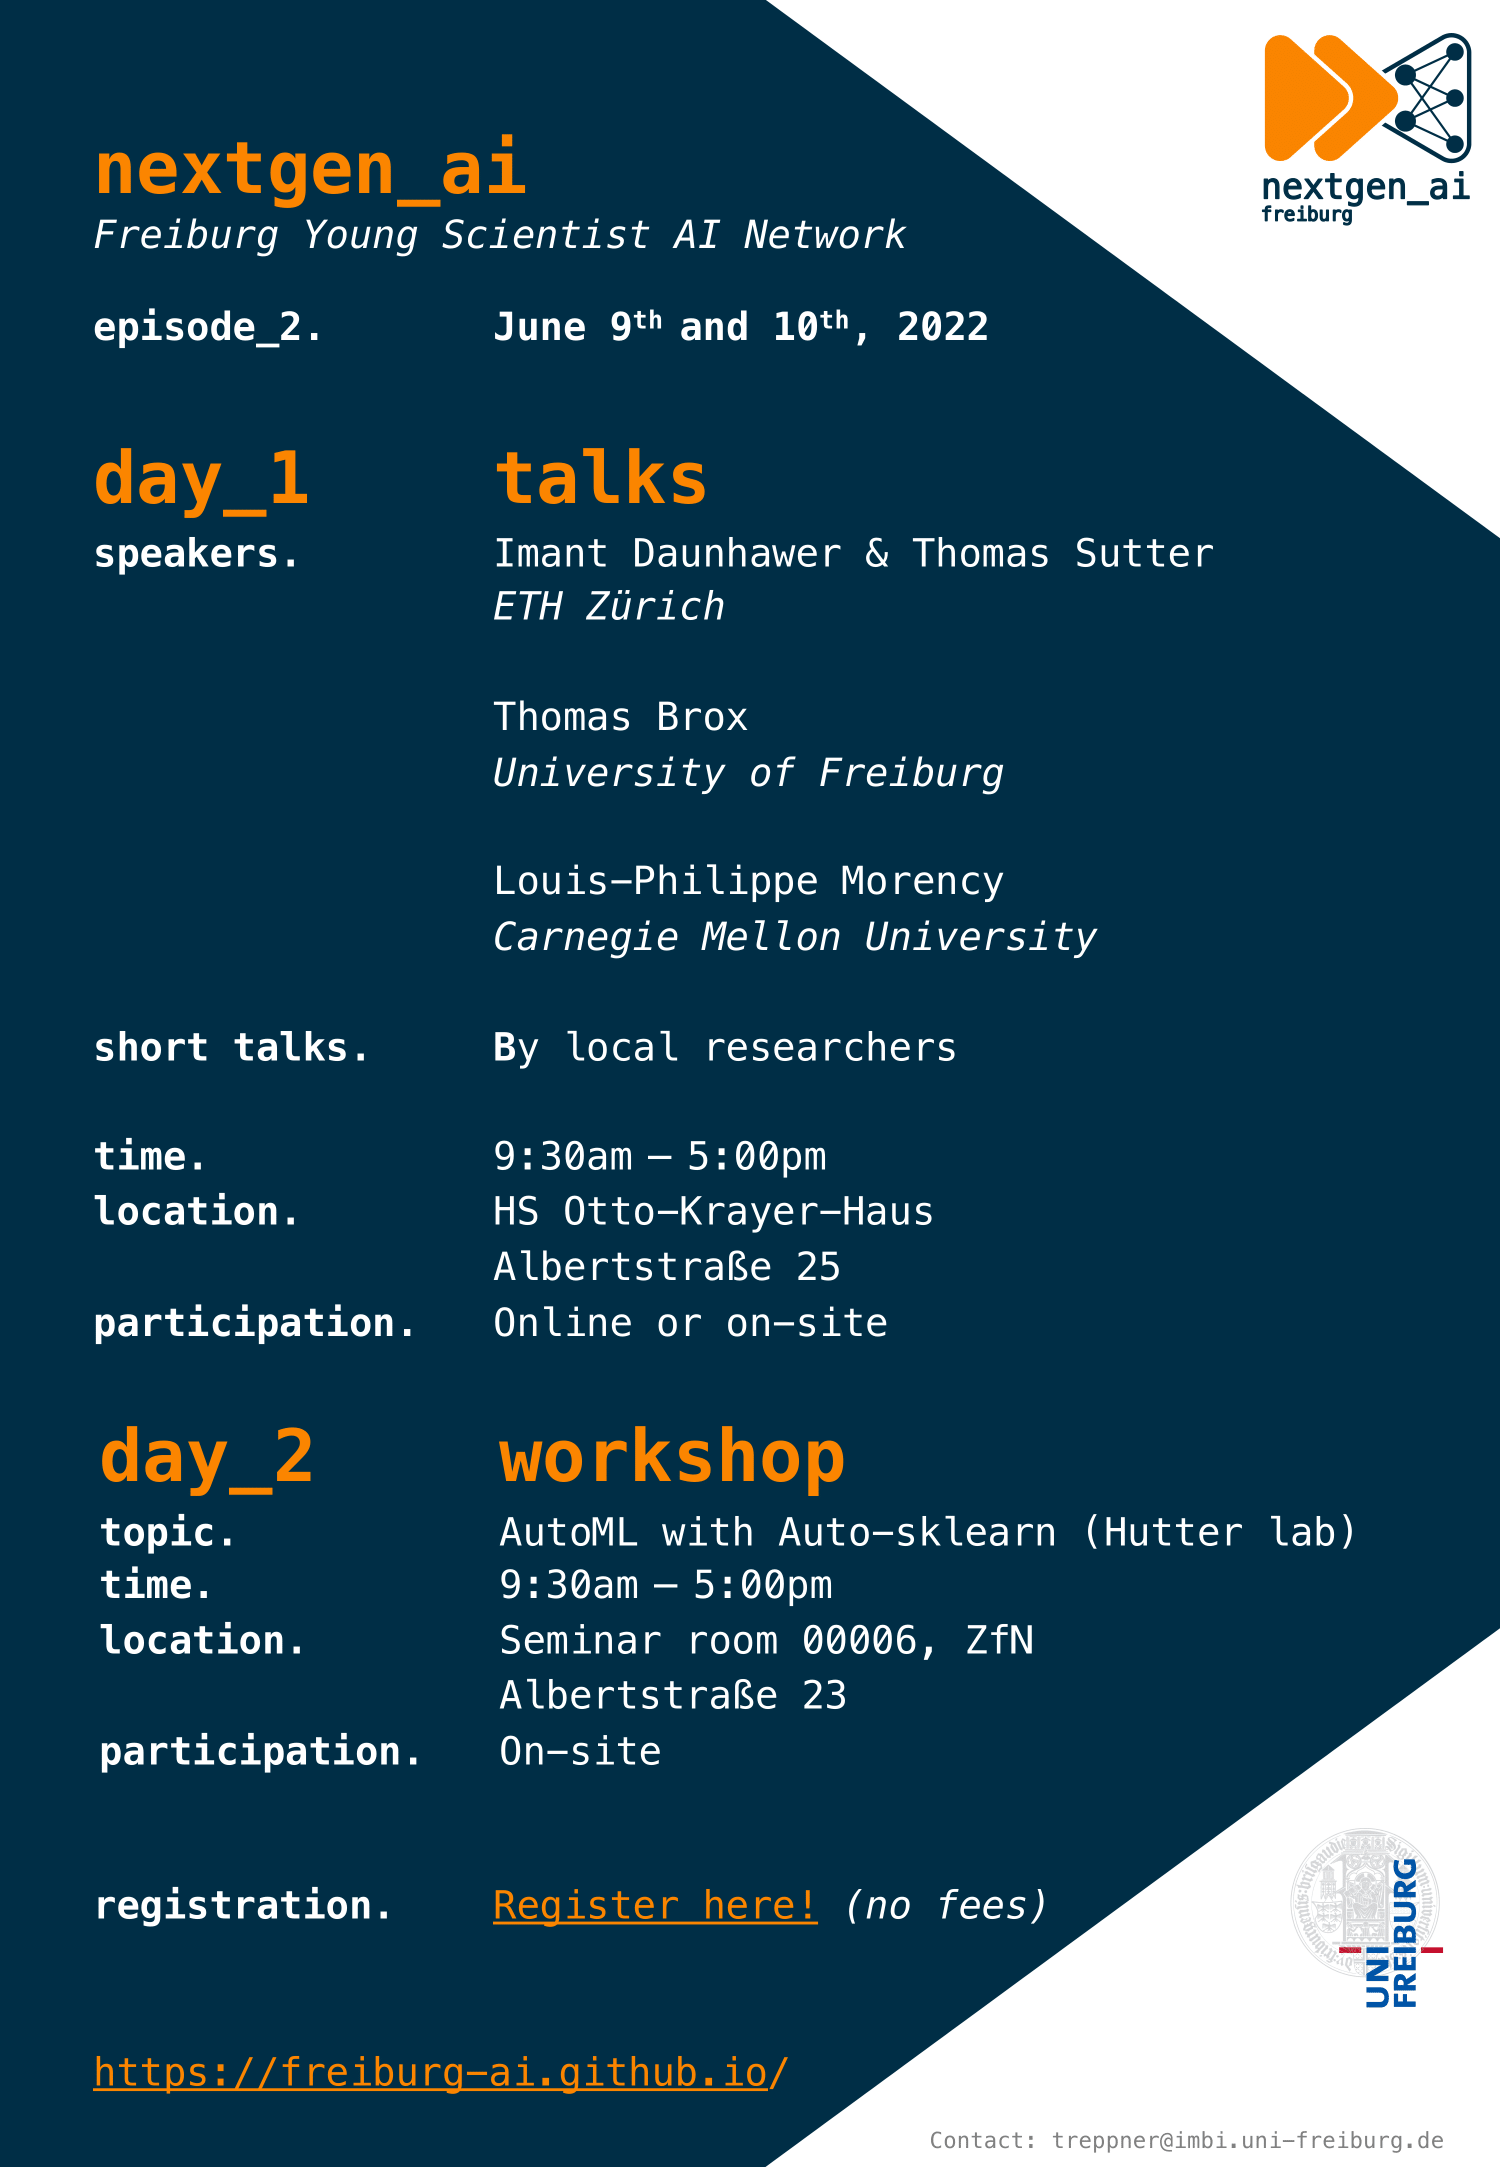 nextgen_ai
freiburg
nextgen_ai
Freiburg Young Scientist AI Network
episode_2. June 9th and 10th, 2022
day_1 talks
speakers. Imant Daunhawer & Thomas Sutter
ETH Zürich
Thomas Brox
University of Freiburg
Louis-Philippe Morency
Carnegie Mellon University
short talks. By local researchers
time. 9:30am – 5:00pm
location. HS Otto-Krayer-Haus
Albertstraße 25
participation. Online or on-site
day_2 workshop
topic. AutoML with Auto-sklearn (Hutter lab)
time. 9:30am – 5:00pm
location. Seminar room 00006, ZfN
Albertstraße 23
participation. On-site
registration. Register here! (no fees)
UNI
FREIBURG
https://freiburg-ai.github.io/
Contact: treppner@imbi.uni-freiburg.de